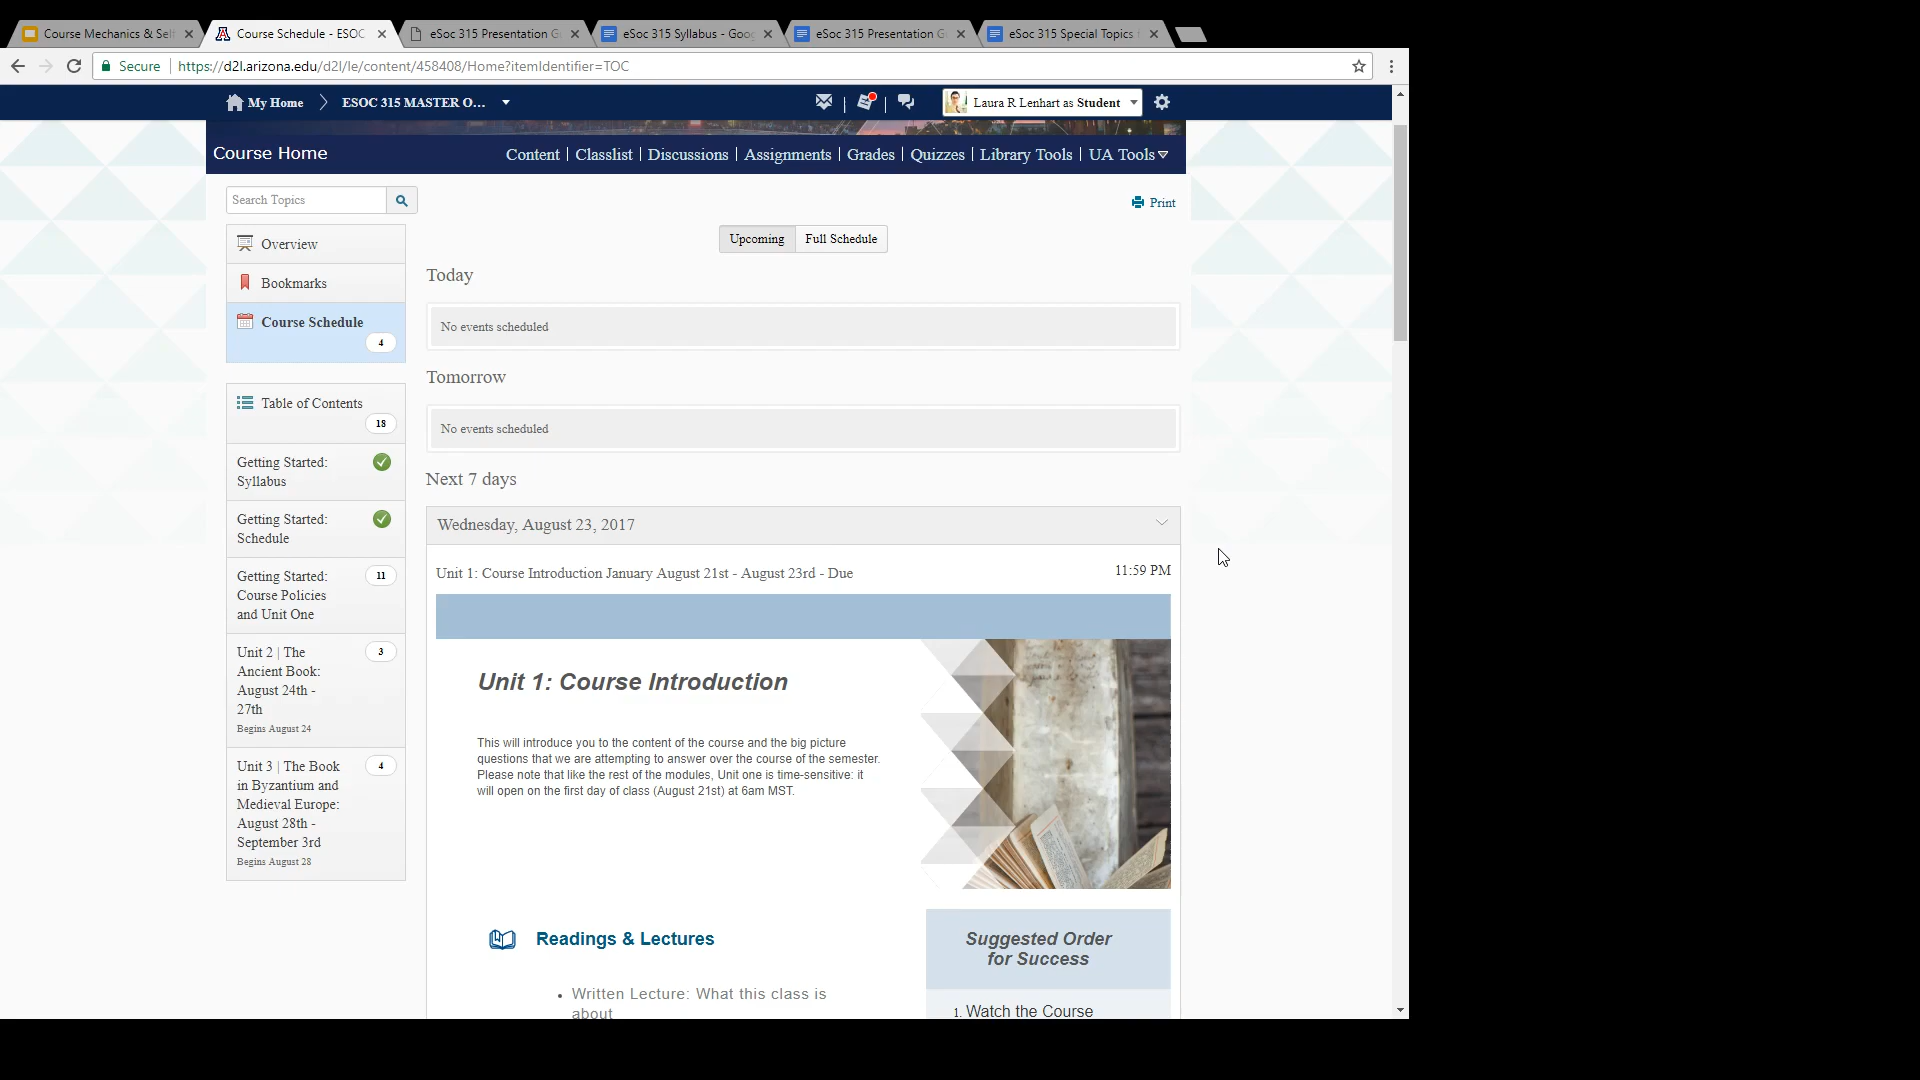 Course Mechanics & Sel
Course Schedule - ESOC
eSoc 315 Presentation G
eSoc 315 Syllabus - Goo
eSoc 315 Presentation G
eSoc 315 Special Topics
Secure
https://d2l.arizona.edu/d2l/le/content/458408/Home?itemIdentifier=TOC
My Home
ESOC 315 MASTER O...
Laura R Lenhart as Student
Course Home
Content
Classlist
Discussions
Assignments
Grades
Quizzes
Library Tools
UA Tools
Search Topics
Print
Overview
Bookmarks
Course Schedule
4
Table of Contents
18
Getting Started:
Syllabus
Getting Started:
Schedule
Getting Started:
Course Policies
and Unit One
11
Unit 2 | The
Ancient Book:
August 24th -
27th
Begins August 24
3
Unit 3 | The Book
in Byzantium and
Medieval Europe:
August 28th -
September 3rd
Begins August 28
4
Upcoming
Full Schedule
Today
No events scheduled
Tomorrow
No events scheduled
Next 7 days
Wednesday, August 23, 2017
Unit 1: Course Introduction January August 21st - August 23rd - Due
11:59 PM
Unit 1: Course Introduction
This will introduce you to the content of the course and the big picture
questions that we are attempting to answer over the course of the semester.
Please note that like the rest of the modules, Unit one is time-sensitive: it
will open on the first day of class (August 21st) at 6am MST.
Readings & Lectures
• Written Lecture: What this class is
about
Suggested Order
for Success
1. Watch the Course